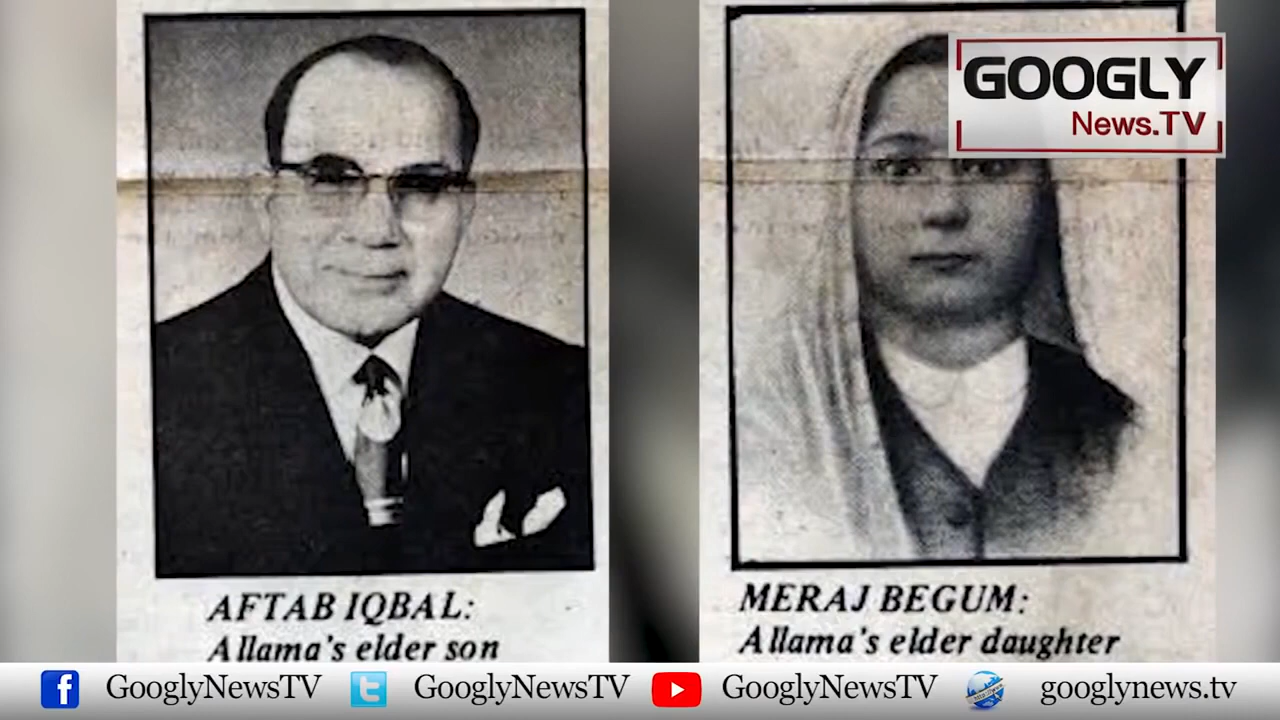 GOOGLY
News.TV
AFTAB IQBAL:
Allama's elder son
MERAJ BEGUM:
Allama's elder daughter
GooglyNewsTV
GooglyNewsTV
GooglyNewsTV
googlynews.tv